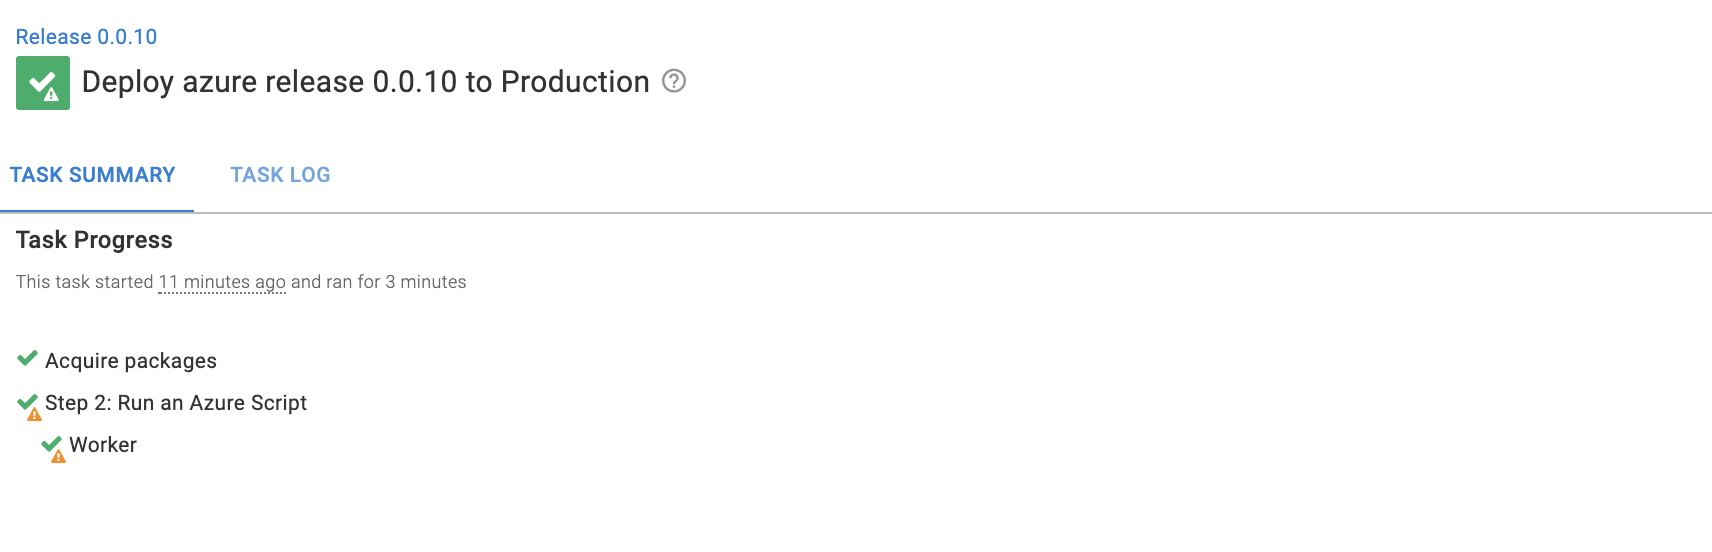 Release 0.0.10
Deploy azure release 0.0.10 to Production
TASK SUMMARY TASK LOG
Task Progress
This task started 11 minutes ago and ran for 3 minutes
Acquire packages
Step 2: Run an Azure Script
Worker